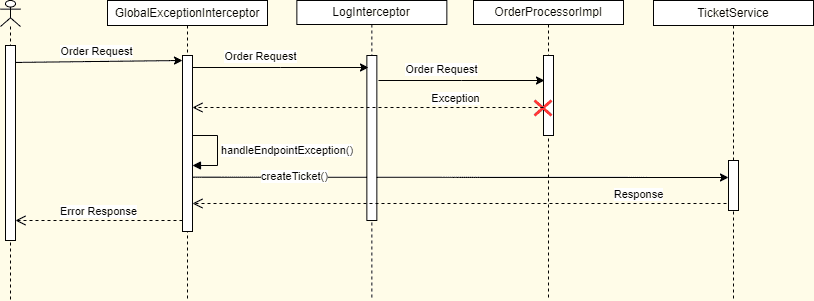 GlobalExceptionInterceptor
LogInterceptor
OrderProcessorImpl
TicketService
Order Request
Order Request
Order Request
Exception
handleEndpointException()
createTicket()
Response
Error Response